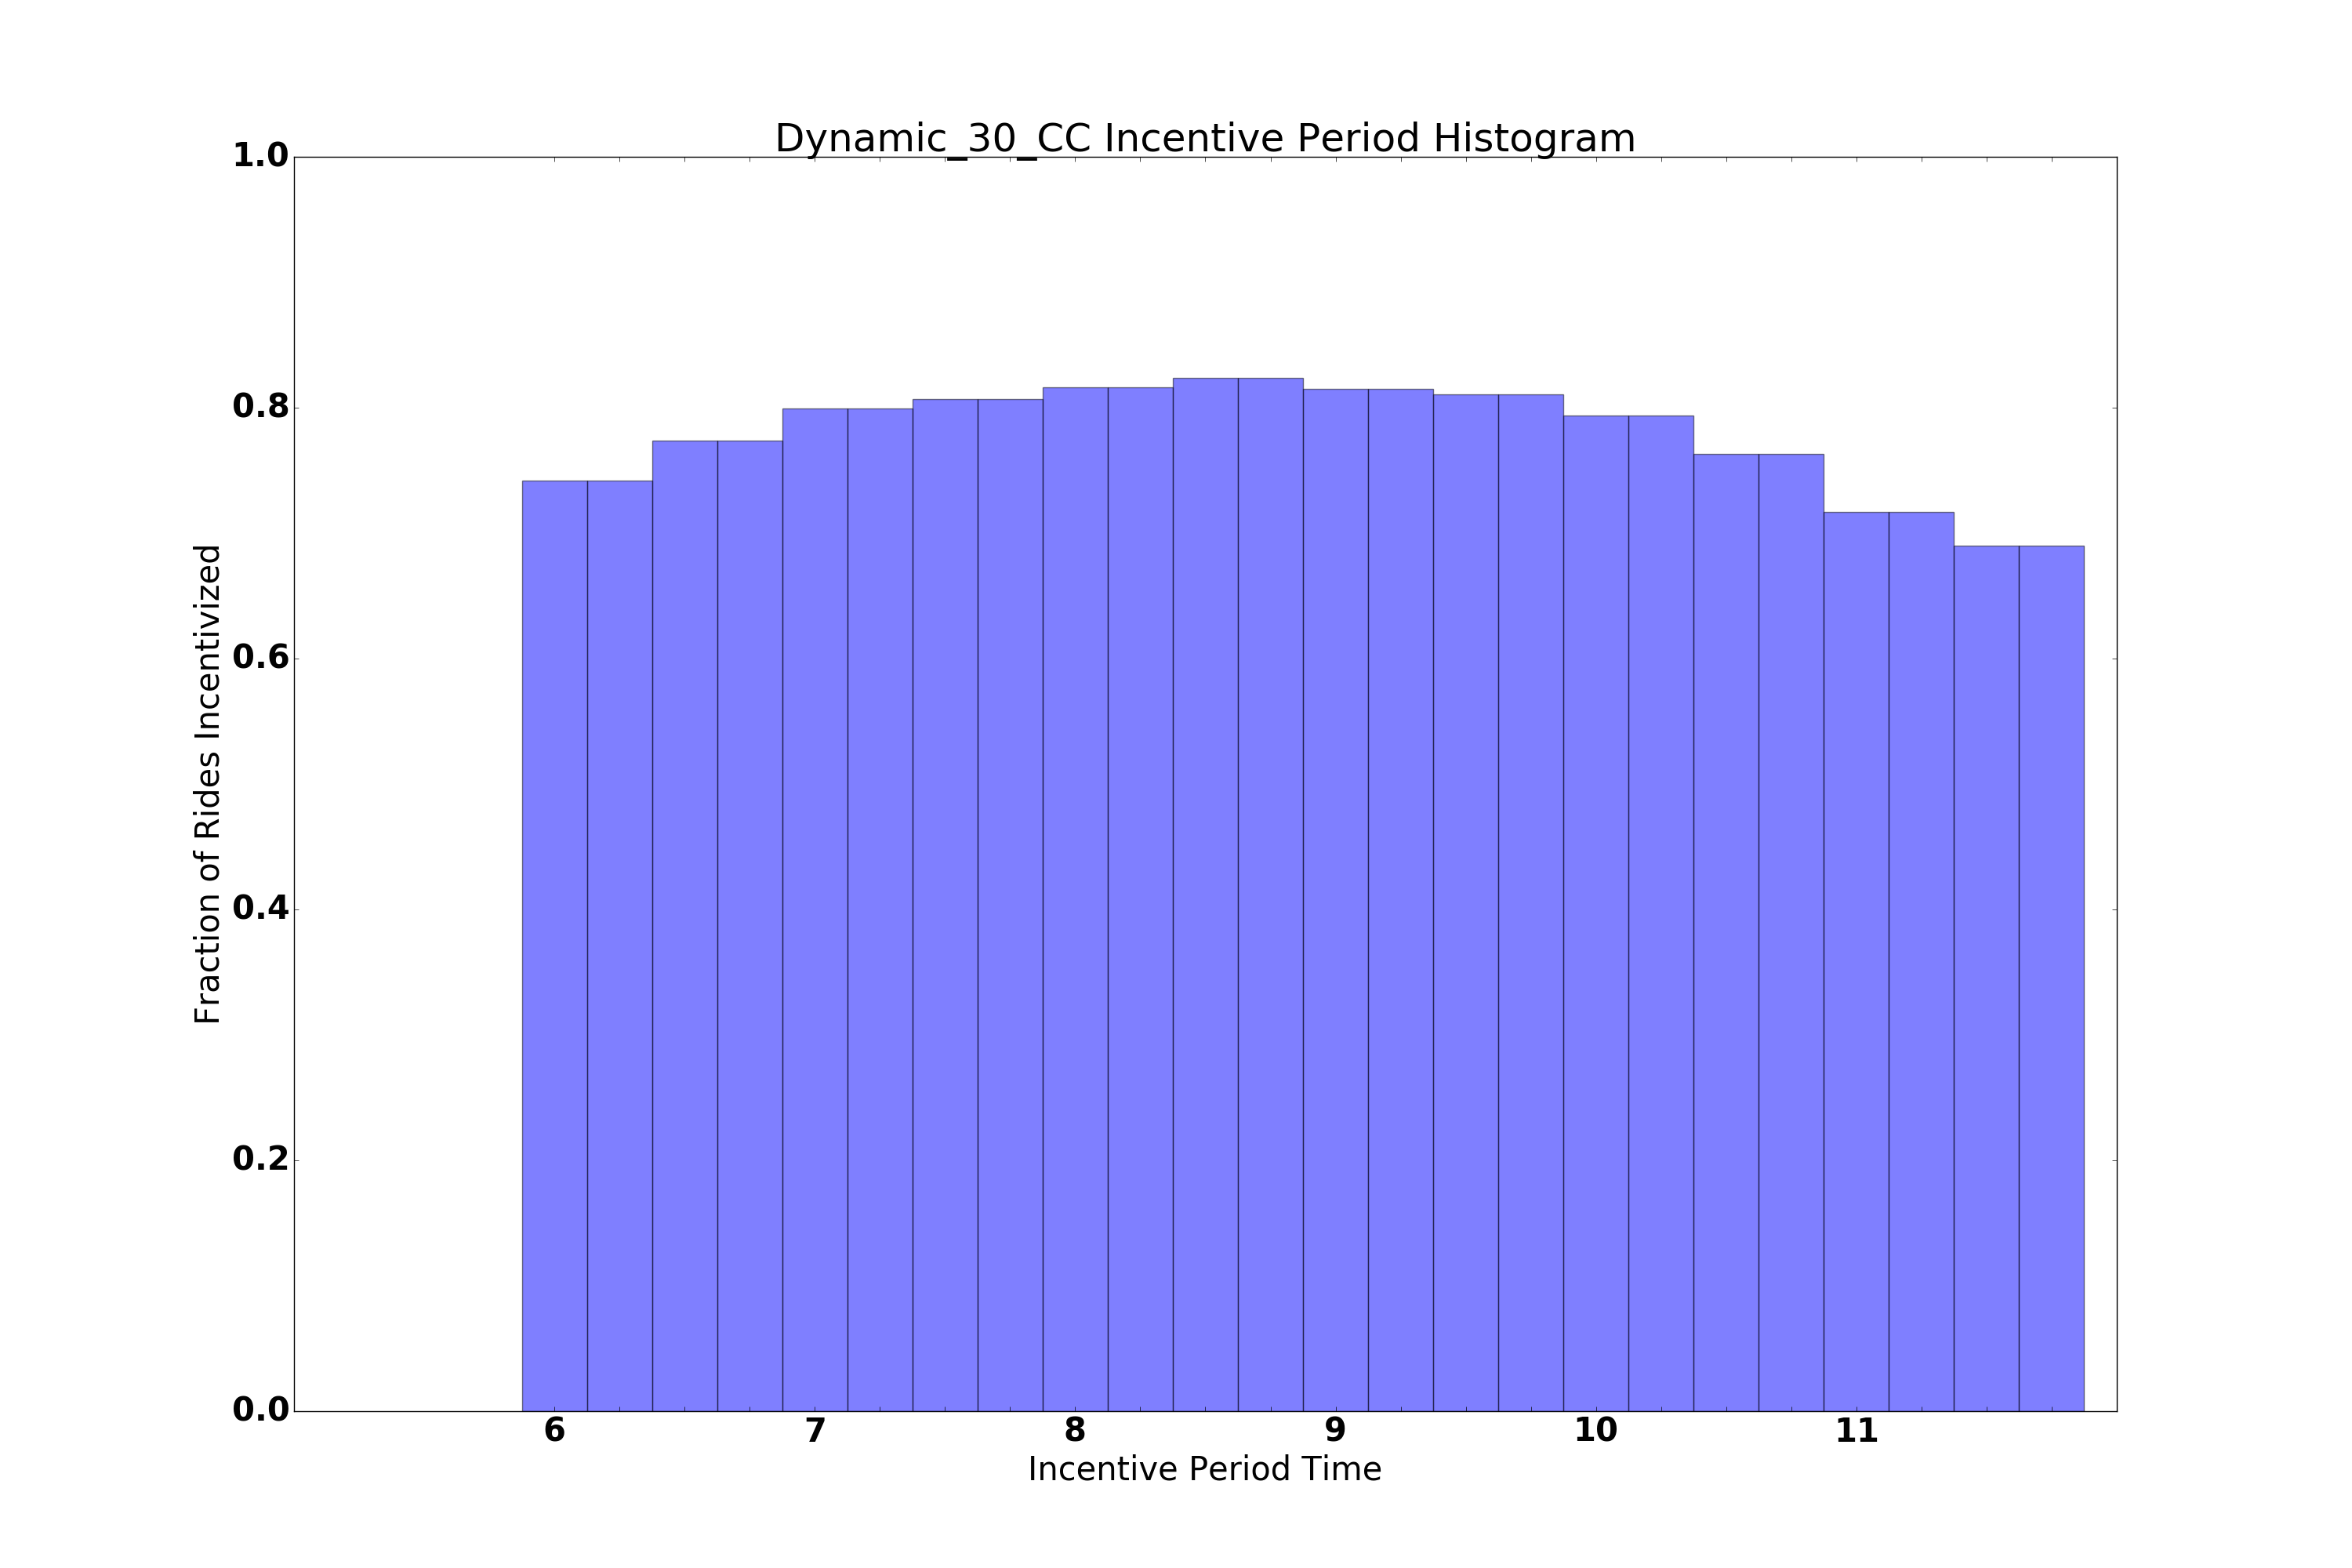 Dynamic_30_CC Incentive Period Histogram
1.0
0.8
0.6
0.4
0.2
0.0
Fraction of Rides Incentivized
6 7 8 9 10 11
Incentive Period Time